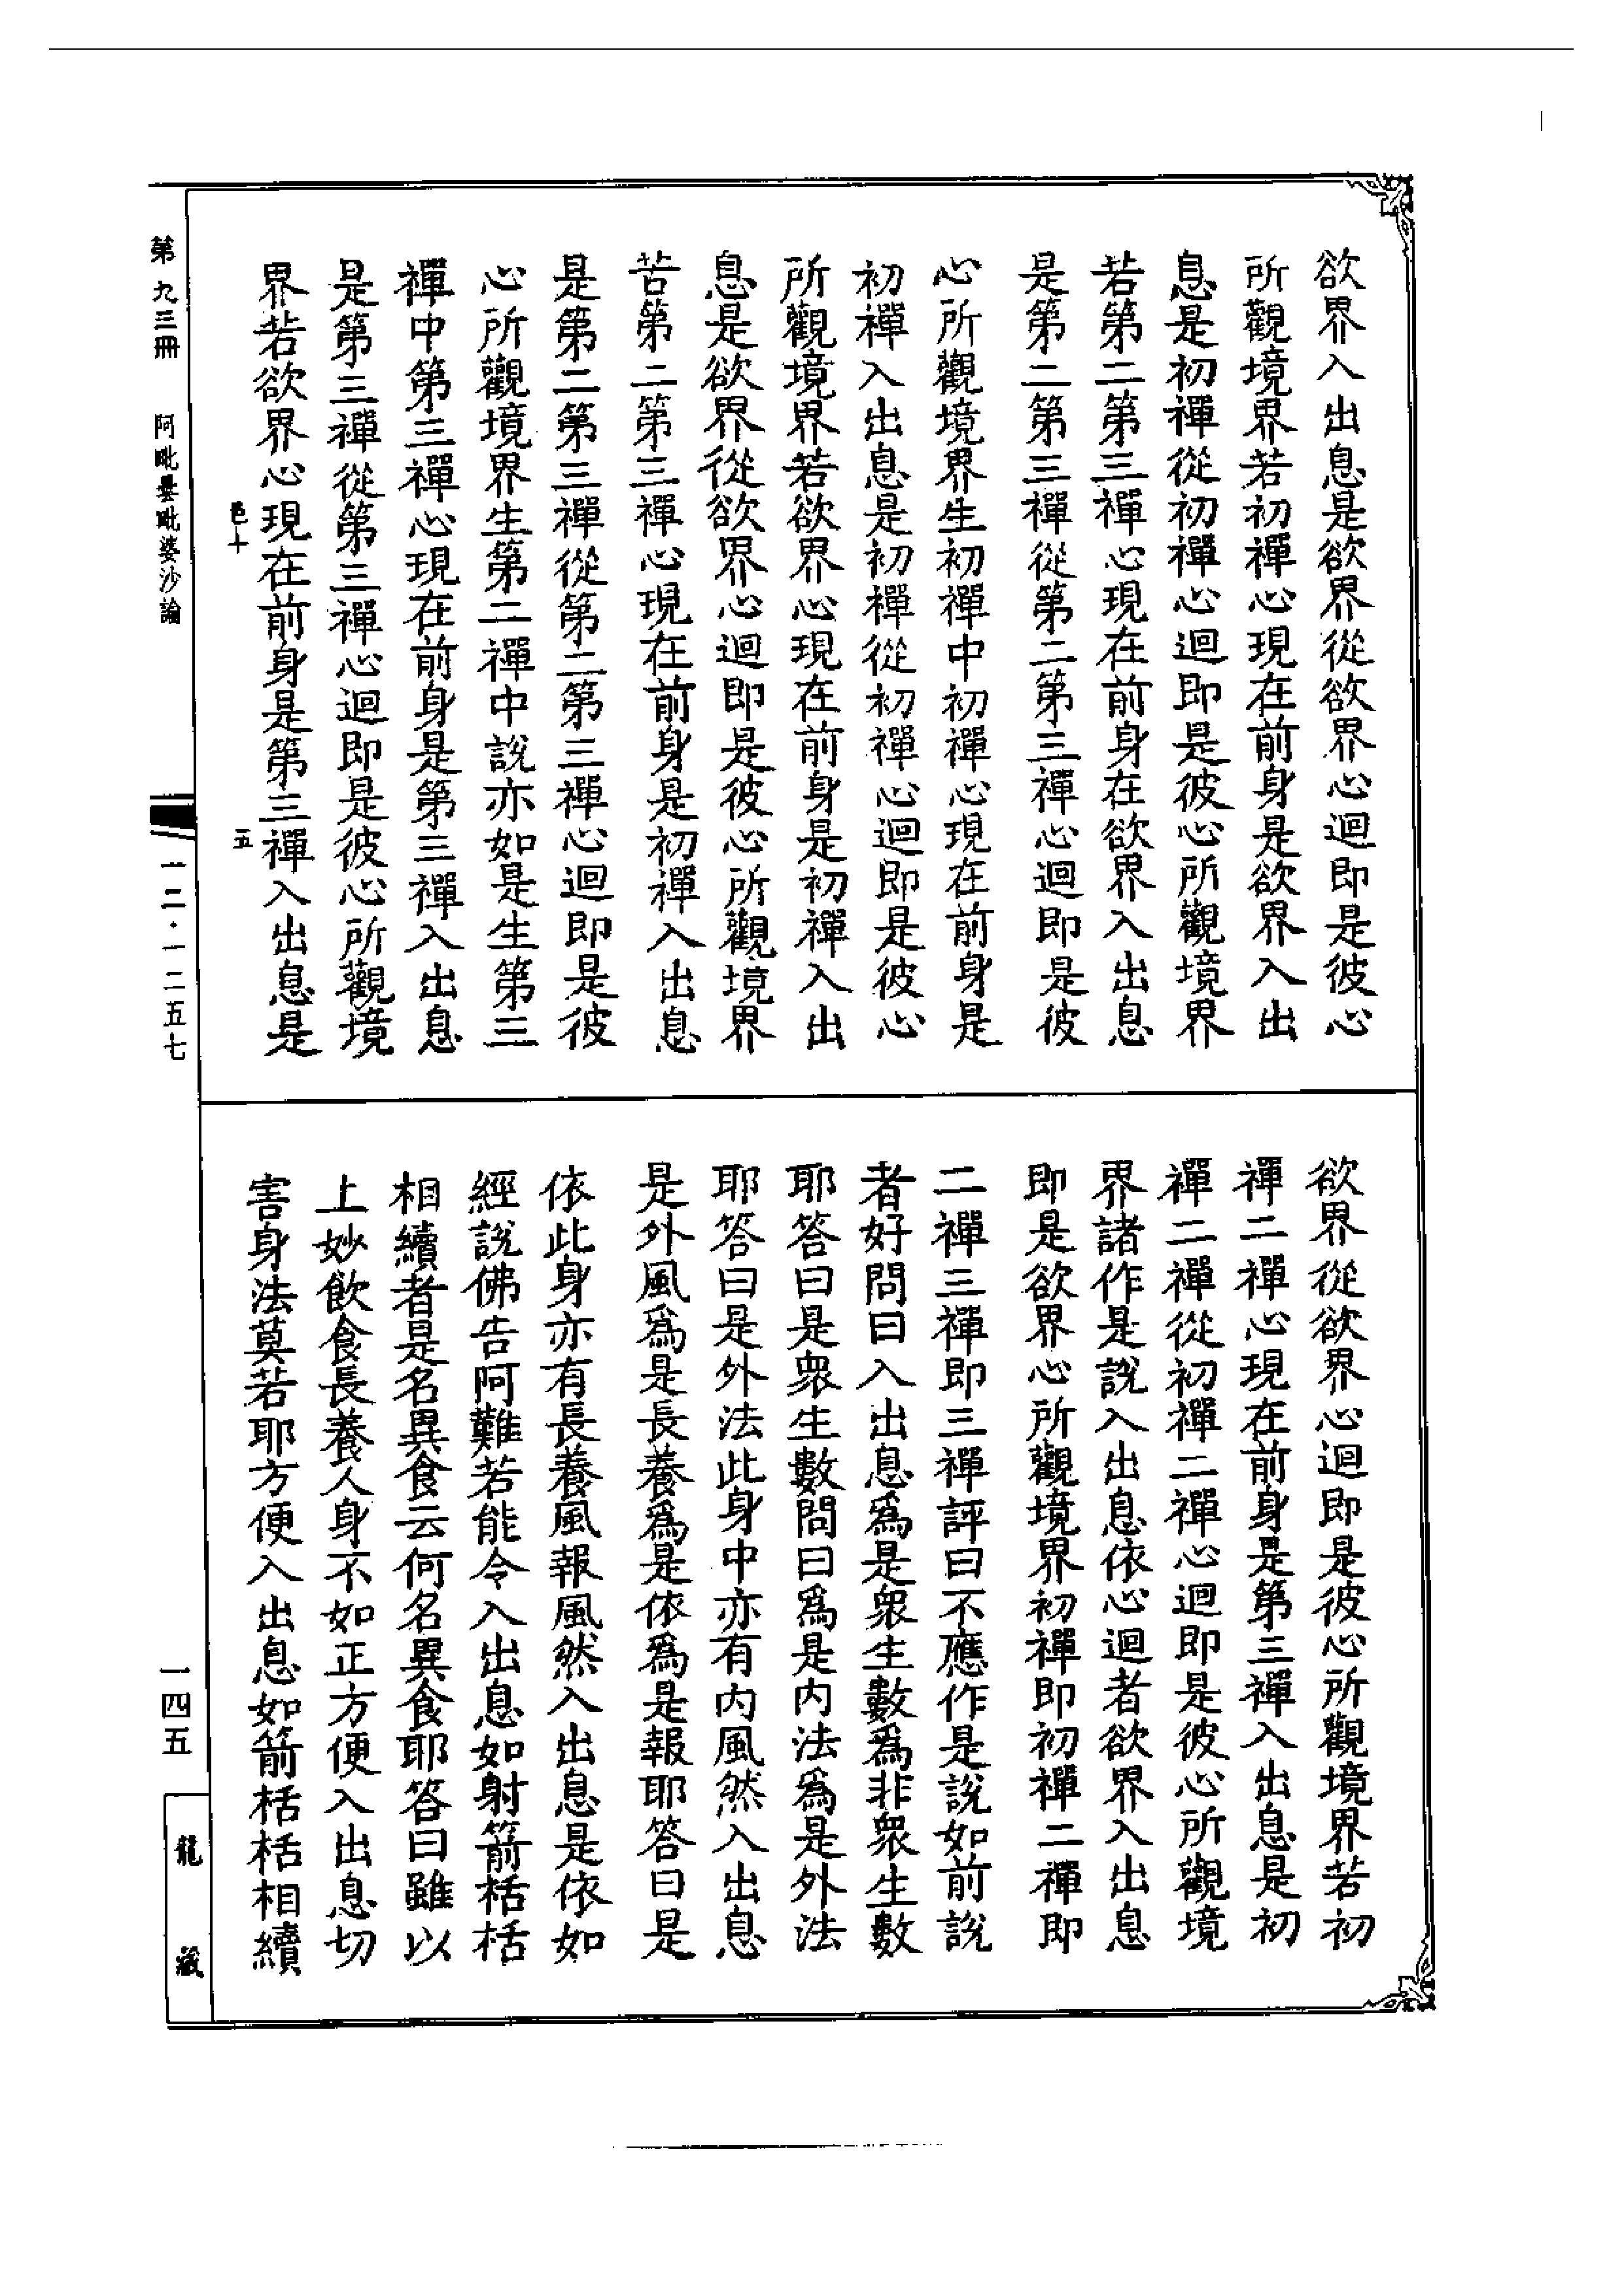 欲界入出息是欲界從欲界心迴即是彼心
所觀境界若初禪心現在前身是欲界入出
息是初禪從初禪心迴即是彼心所觀境界
若第二第三禪心現在前身在欲界入出息
是第二第三禪從第二第三禪心迴即是彼
心所觀境界生初禪中初禪心現在前身是
初禪入出息是初禪從初禪心迴即是彼心
所觀境界若欲界心現在前身是初禪入出
息是欲界從欲界心迴即是彼心所觀境界
苦第二第三禪心現在前身是初禪入出息
是第二第三禪從第二第三禪心迴即是彼
心所觀境界生第二禪中說亦如是生第三
禪中第三禪心現在前身是第三禪入出息
是第三禪從第三禪心迴即是彼心所觀境
界若欲界心現在前身是第三禪入出息是
邑十
五
欲界從欲界心迴即是彼心所觀境界若初
禪二禪心現在前身是第三禪入出息是初
禪二禪從初禪二禪心迴即是彼心所觀境
界諸作是說入出息依心迴者欲界入出息
即是欲界心所觀境界初禪即初禪二禪即
二禪三禪即三禪評曰不應作是說如前說
者好問曰入出息爲是衆生數爲非衆生數
耶答曰是衆生數問曰爲是內法爲是外法
耶答曰是外法此身中亦有內風然入出息
是外風爲是長養爲是依爲是報耶答曰是
依此身亦有長養風報風然入出息是依如
經說佛告阿難若能令入出息如射箭栝栝
相續者是名異食云何名異食耶答曰雖以
上妙飲食長養人身不如正方便入出息切
害身法莫若耶方便入出息如箭栝栝相續
第九三冊 阿毗曇毗婆沙論
一二·一二五七
一四五
龍藏